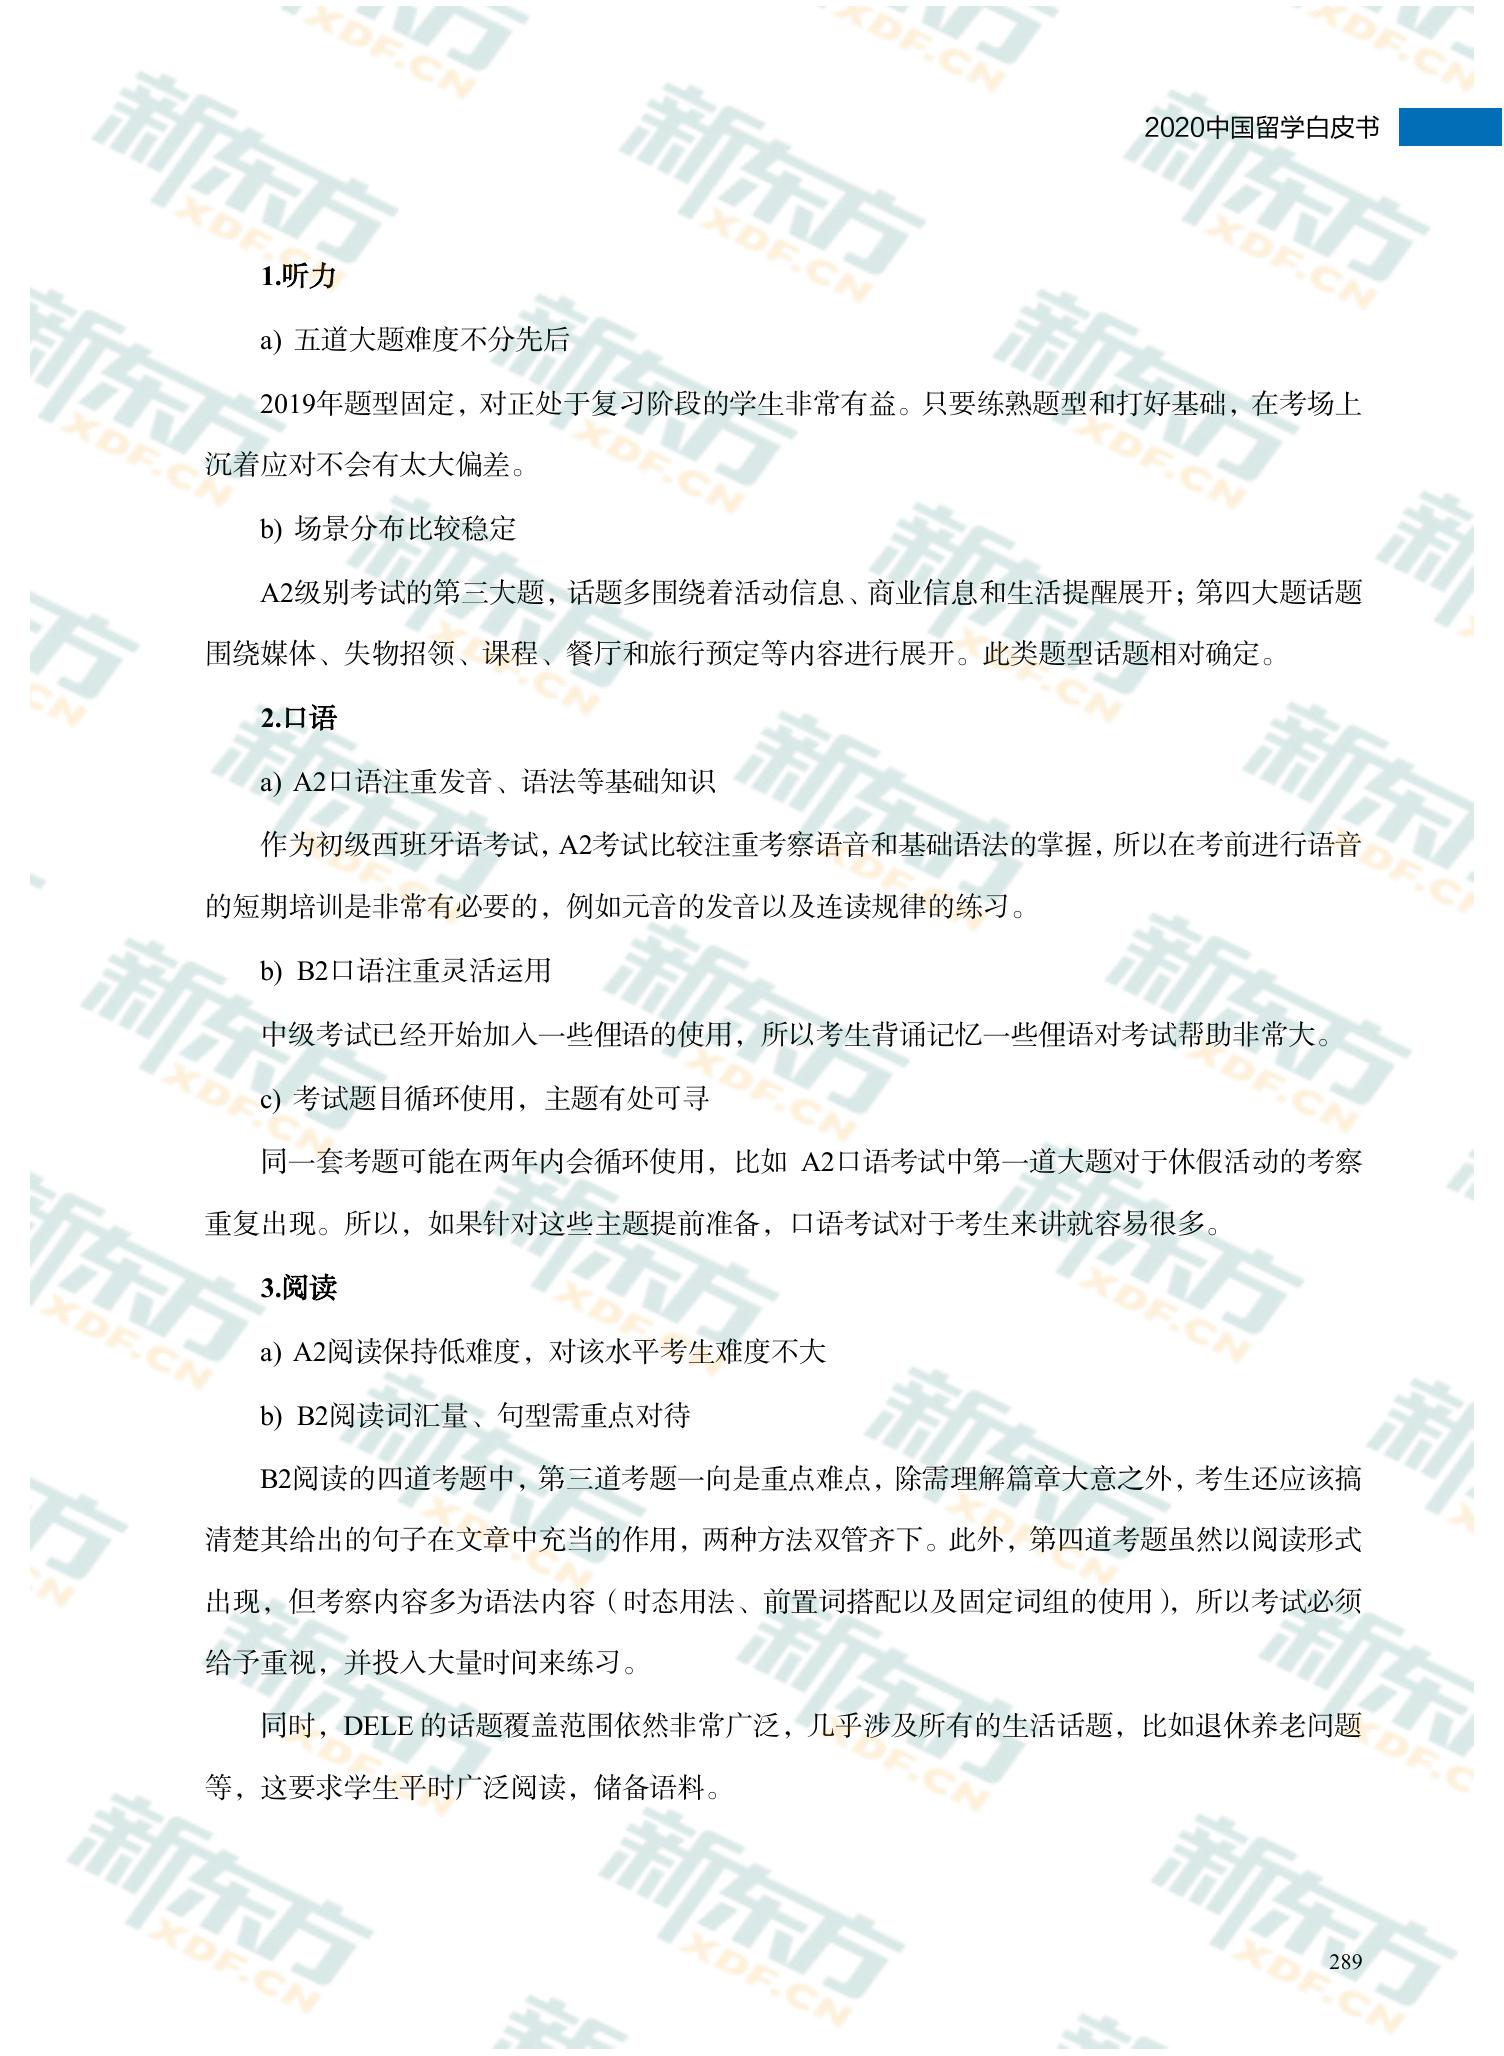 2020中国留学白皮书
1.听力
a) 五道大题难度不分先后
2019年题型固定，对正处于复习阶段的学生非常有益。只要练熟题型和打好基础，在考场上
沉着应对不会有太大偏差。
b) 场景分布比较稳定
A2级别考试的第三大题，话题多围绕着活动信息、商业信息和生活提醒展开；第四大题话题
围绕媒体、失物招领、课程、餐厅和旅行预定等内容进行展开。此类题型话题相对确定。
2.口语
a) A2口语注重发音、语法等基础知识
作为初级西班牙语考试，A2考试比较注重考察语音和基础语法的掌握，所以在考前进行语音
的短期培训是非常有必要的，例如元音的发音以及连读规律的练习。
b) B2口语注重灵活运用
中级考试已经开始加入一些俚语的使用，所以考生背诵记忆一些俚语对考试帮助非常大。
c) 考试题目循环使用，主题有处可寻
同一套考题可能在两年内会循环使用，比如 A2口语考试中第一道大题对于休假活动的考察
重复出现。所以，如果针对这些主题提前准备，口语考试对于考生来讲就容易很多。
3.阅读
a) A2阅读保持低难度，对该水平考生难度不大
b) B2阅读词汇量、句型需重点对待
B2阅读的四道考题中，第三道考题一向是重点难点，除需理解篇章大意之外，考生还应该搞
清楚其给出的句子在文章中充当的作用，两种方法双管齐下。此外，第四道考题虽然以阅读形式
出现，但考察内容多为语法内容（时态用法、前置词搭配以及固定词组的使用），所以考试必须
给予重视，并投入大量时间来练习。
同时，DELE 的话题覆盖范围依然非常广泛，几乎涉及所有的生活话题，比如退休养老问题
等，这要求学生平时广泛阅读，储备语料。
289
新东方
XDF.CN